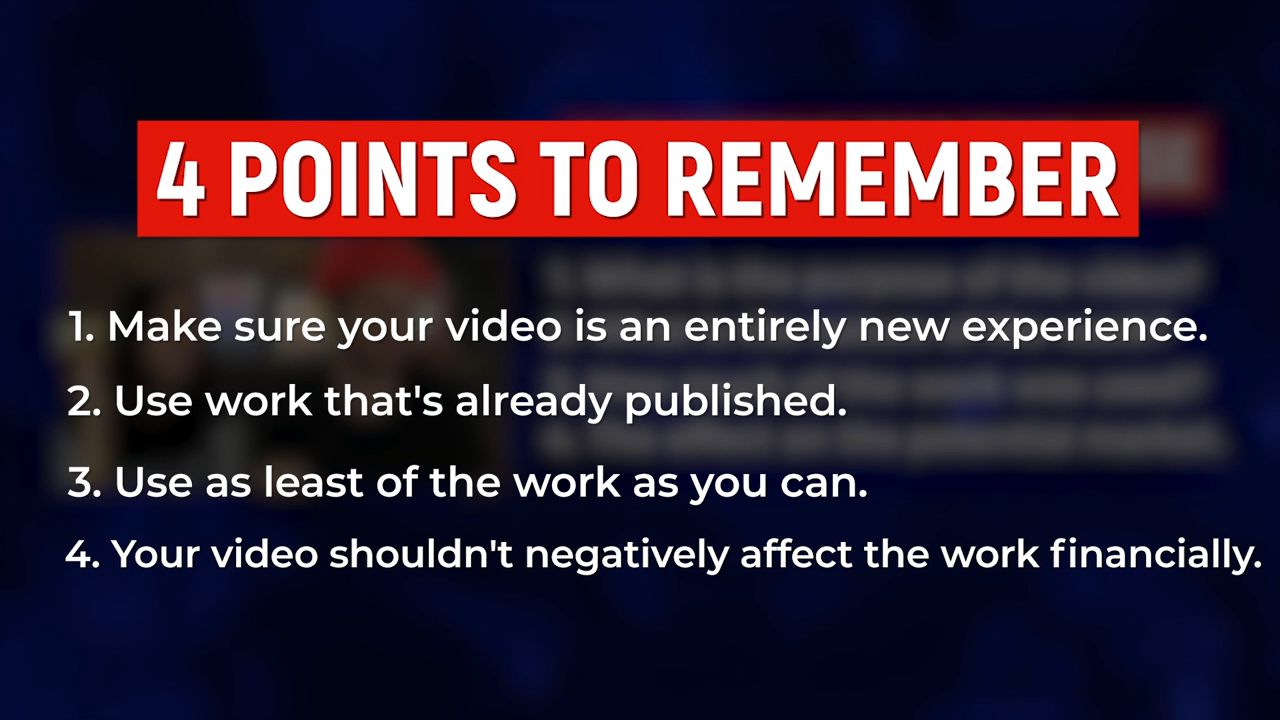 4 POINTS TO REMEMBER
1. Make sure your video is an entirely new experience.
2. Use work that's already published.
3. Use as least of the work as you can.
4. Your video shouldn't negatively affect the work financially.